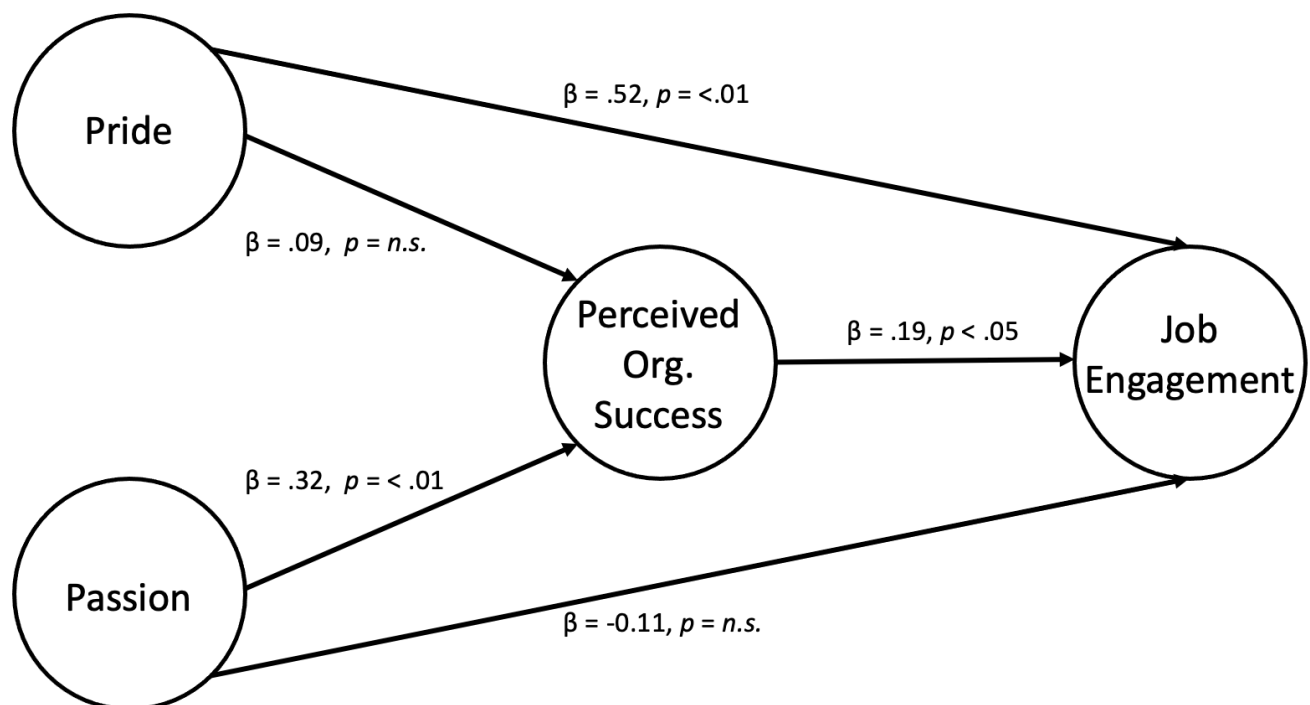 Pride
β = .52, p = <.01
β = .09,  p = n.s.
Perceived
Org.
Success
β = .19, p < .05
Job
Engagement
β = .32,  p = < .01
Passion
β = -0.11, p = n.s.